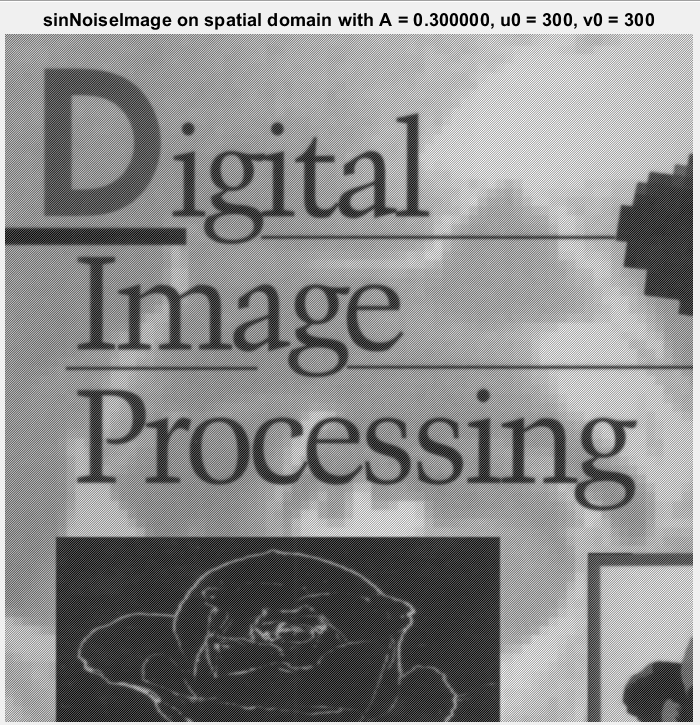 sinNoiseImage on spatial domain with A = 0.300000, u0 = 300, v0 = 300
Digital
Image
Processing